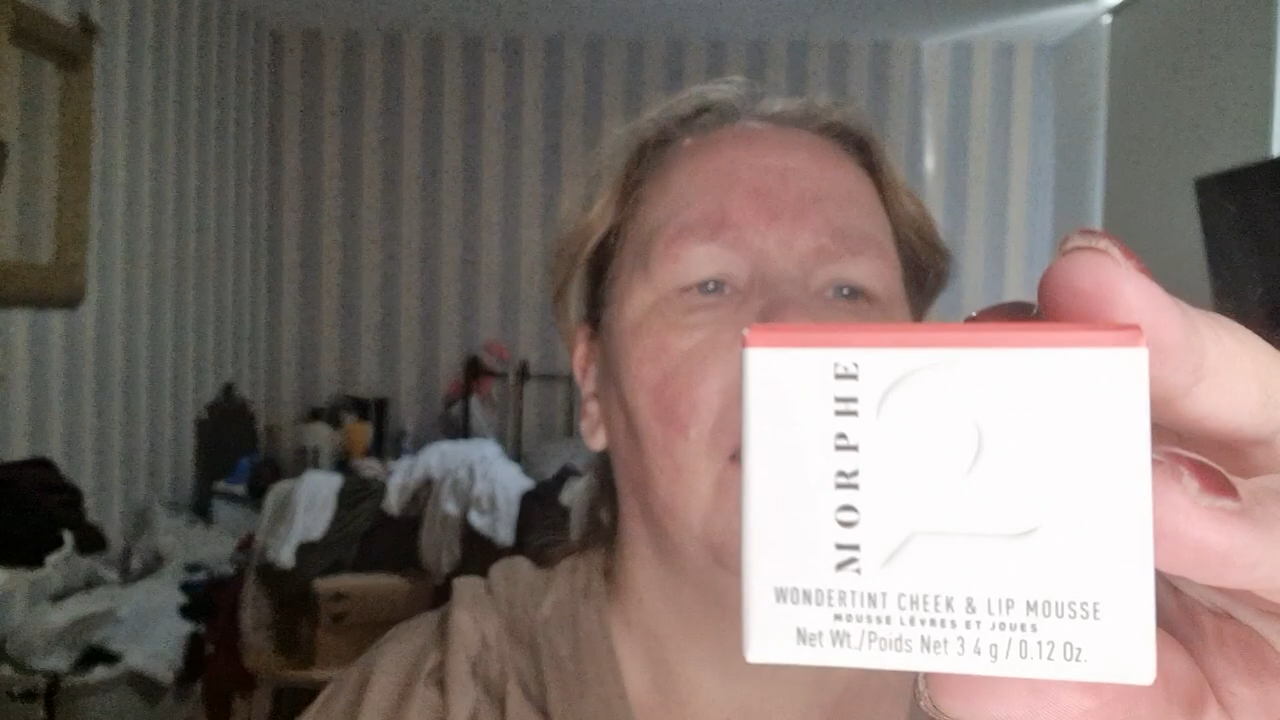 MORPHE
WONDERTINT CHEEK & LIP MOUSSE
MOUSSE LÈVRES ET JOUES
Net Wt./Poids Net 3 4 g / 0.12 Oz.